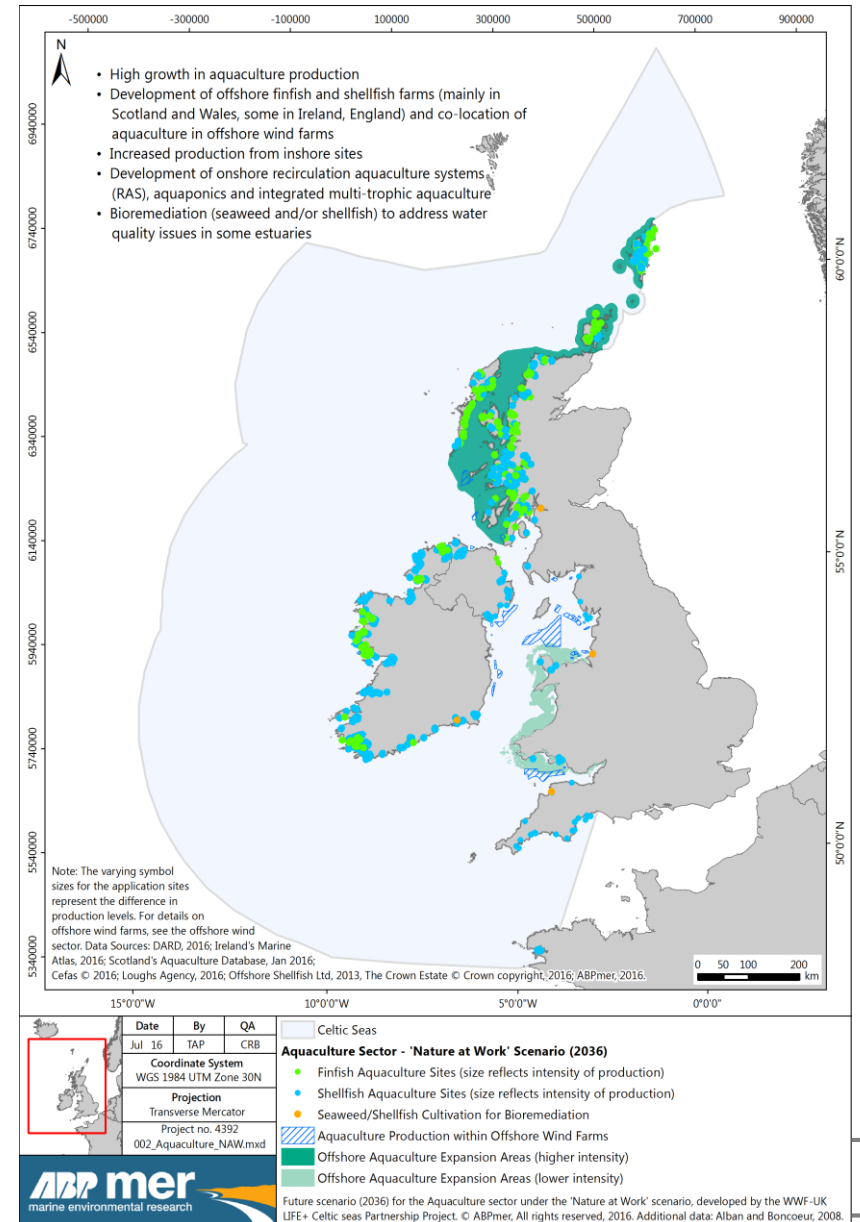 -500000 -300000 -100000 100000 300000 500000 700000 900000
N
• High growth in aquaculture production
• Development of offshore finfish and shellfish farms (mainly in
Scotland and Wales, some in Ireland, England) and co-location of
aquaculture in offshore wind farms
• Increased production from inshore sites
• Development of onshore recirculation aquaculture systems
(RAS), aquaponics and integrated multi-trophic aquaculture
• Bioremediation (seaweed and/or shellfish) to address water
quality issues in some estuaries
6940000
6740000
6540000
6340000
6140000
5940000
5740000
5540000
5340000
60°0'0"N
55°0'0"N
50°0'0"N
Note: The varying symbol
sizes for the application sites
represent the difference in
production levels. For details on
offshore wind farms, see the offshore wind
sector. Data Sources: DARD, 2016; Ireland's Marine
Atlas, 2016; Scotland's Aquaculture Database, Jan 2016;
Cefas © 2016; Loughs Agency, 2016; Offshore Shellfish Ltd, 2013, The Crown Estate © Crown copyright, 2016; ABPmer, 2016.
0 50 100 200
km
15°0'0"W 10°0'0"W 5°0'0"W 0°0'0"
Date By QA
Jul 16 TAP CRB
Coordinate System
WGS 1984 UTM Zone 30N
Projection
Transverse Mercator
Project no. 4392
002_Aquaculture_NAW.mxd
ABP mer
marine environmental research
Celtic Seas
Aquaculture Sector - 'Nature at Work' Scenario (2036)
Finfish Aquaculture Sites (size reflects intensity of production)
Shellfish Aquaculture Sites (size reflects intensity of production)
Seaweed/Shellfish Cultivation for Bioremediation
Aquaculture Production within Offshore Wind Farms
Offshore Aquaculture Expansion Areas (higher intensity)
Offshore Aquaculture Expansion Areas (lower intensity)
Future scenario (2036) for the Aquaculture sector under the 'Nature at Work' scenario, developed by the WWF-UK
LIFE+ Celtic seas Partnership Project. © ABPmer, All rights reserved, 2016. Additional data: Alban and Boncoeur, 2008.